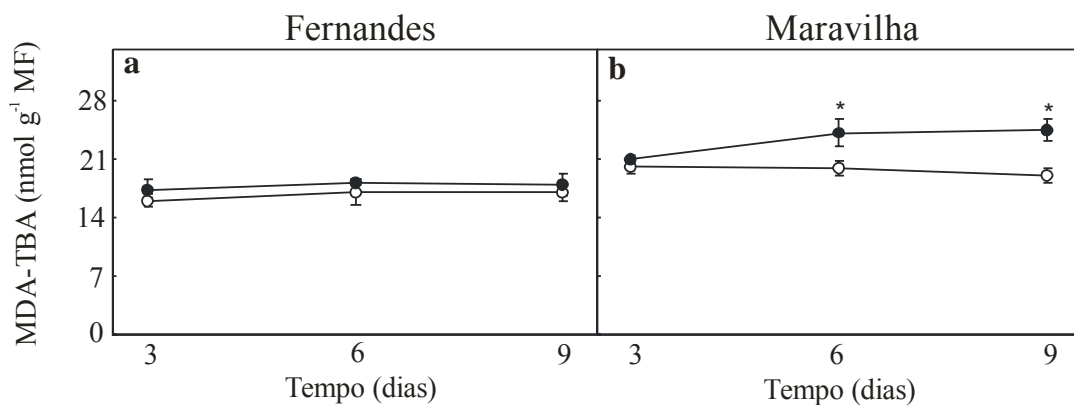 Fernandes
Maravilha
a
b
MDA-TBA (nmol g⁻¹ MF)
28
21
14
7
0
*
*
3
6
9
3
6
9
Tempo (dias)
Tempo (dias)